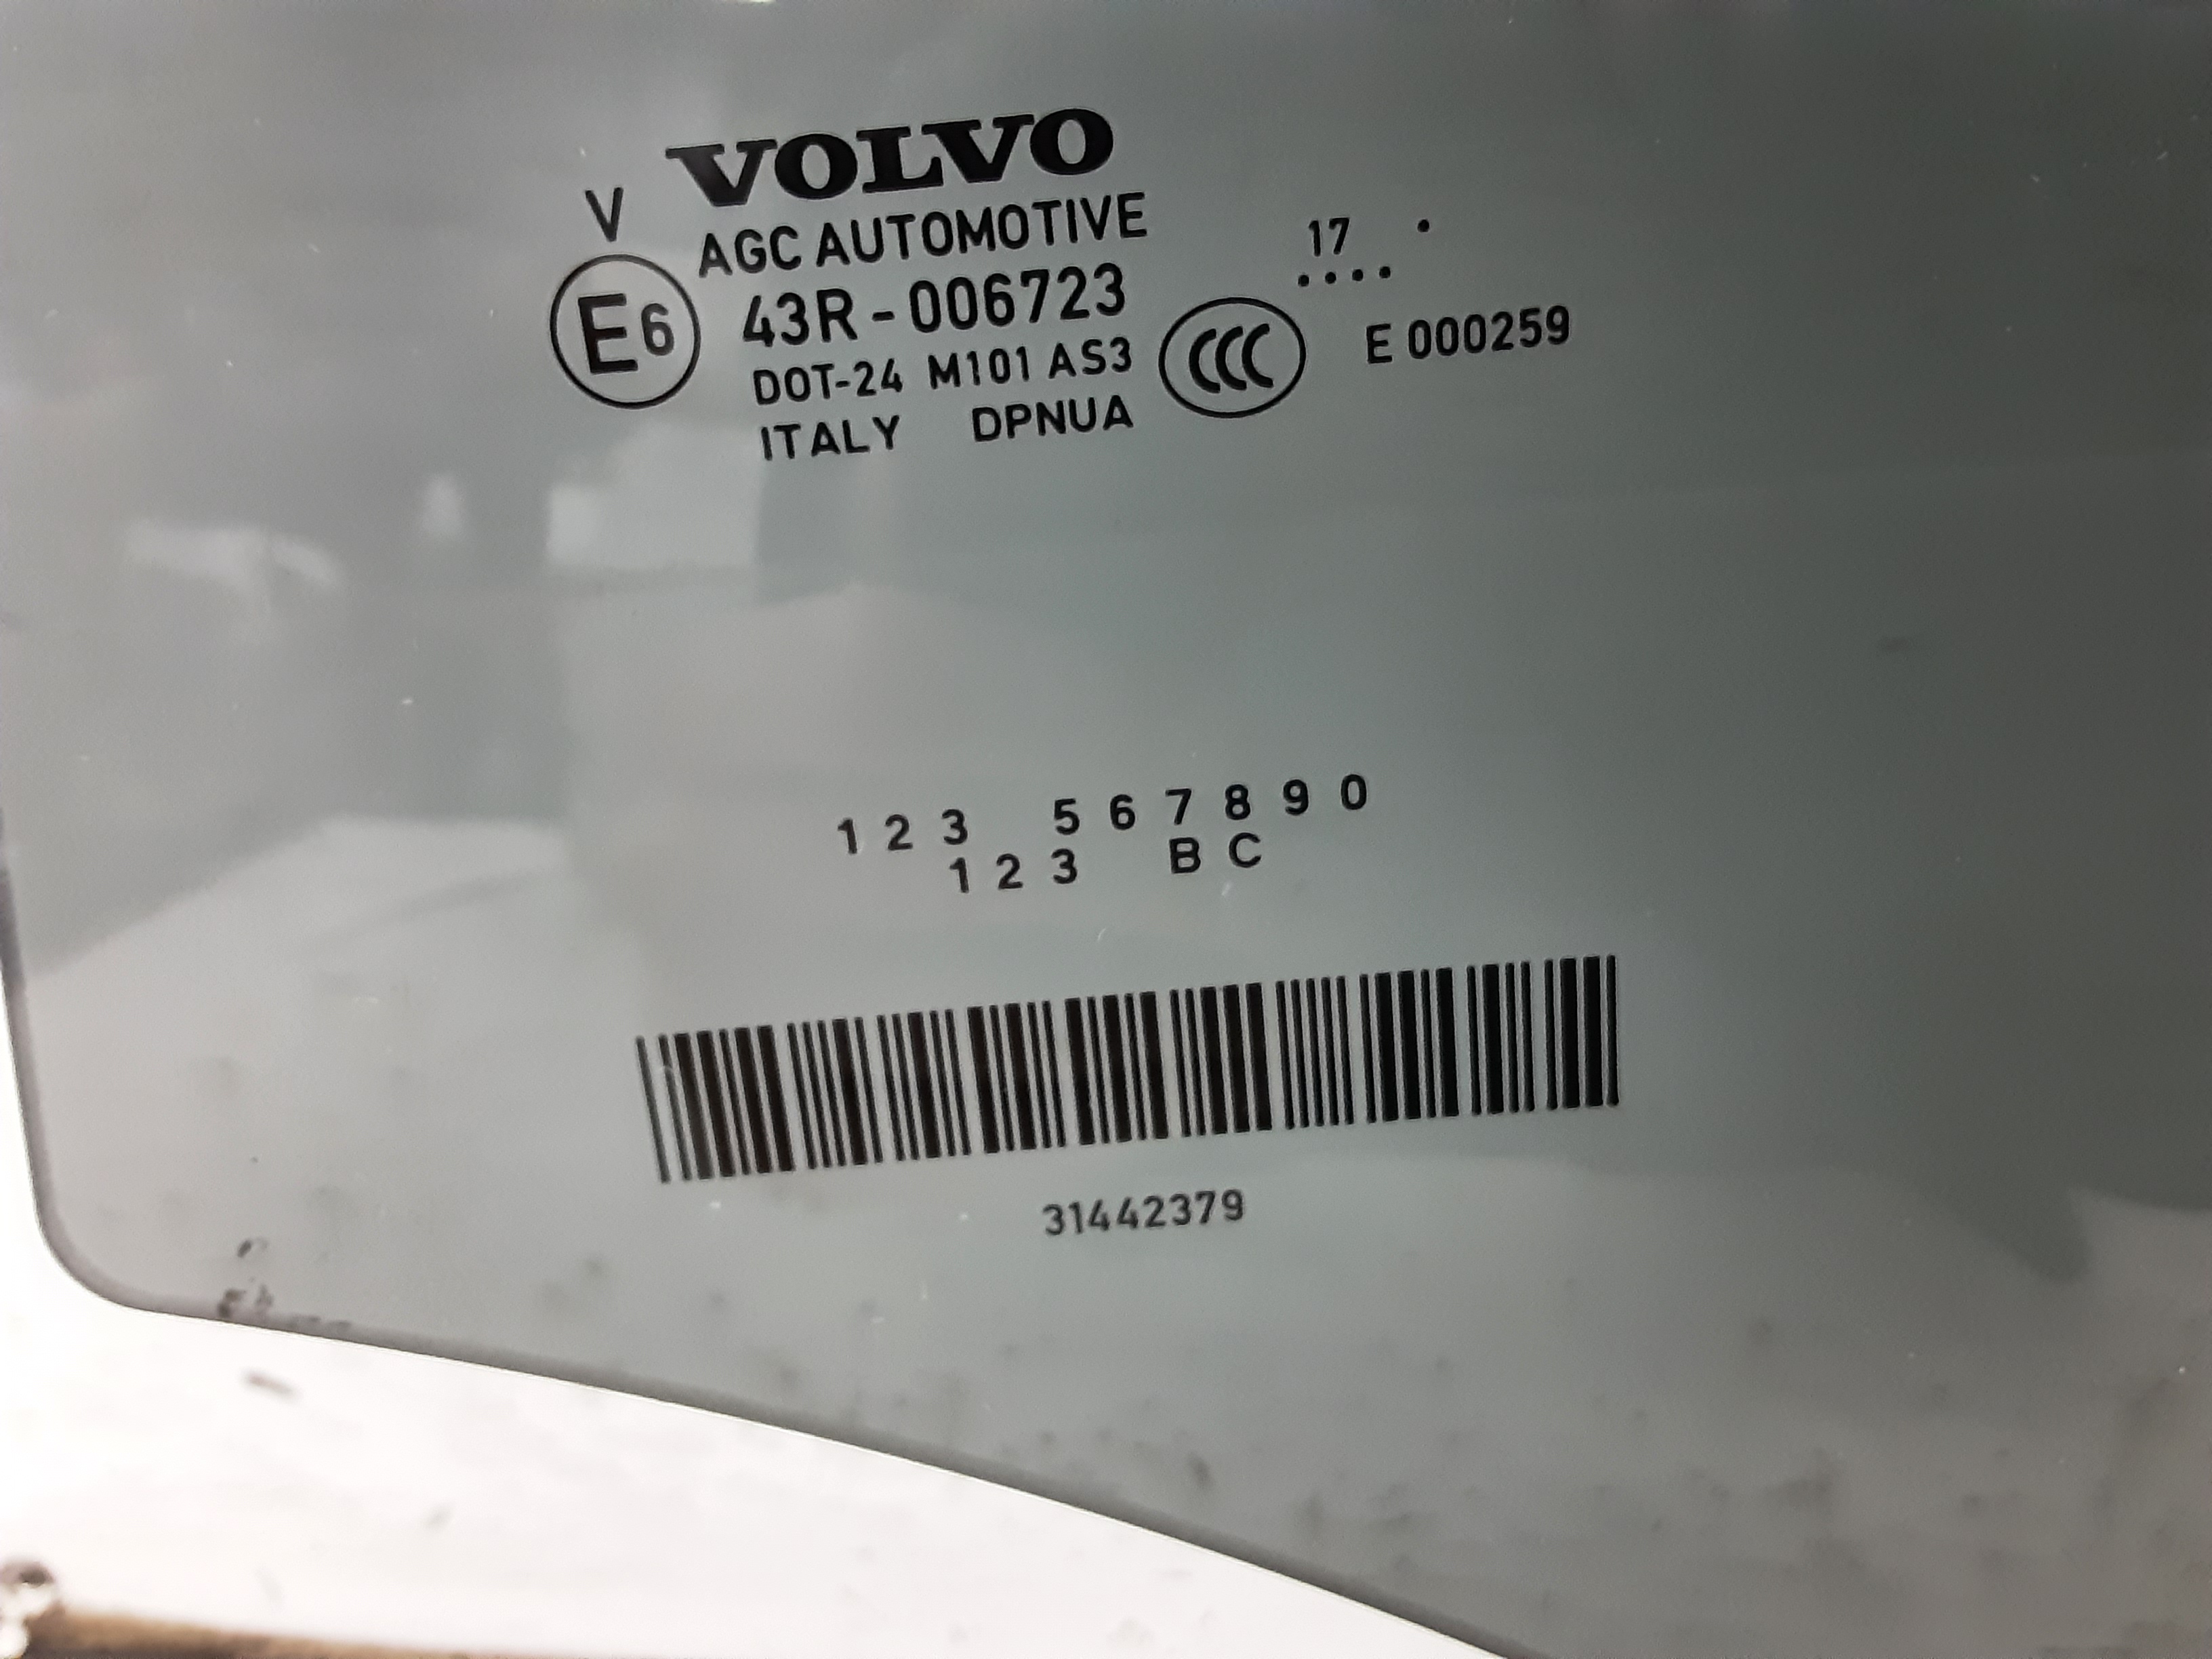 VOLVO
V
AGC AUTOMOTIVE
17 .
....
E6
43R-006723
CCC
E 000259
DOT-24 M101 AS3
ITALY DPNUA
1 2 3   5 6 7 8 9 0
1 2 3   B C
31442379